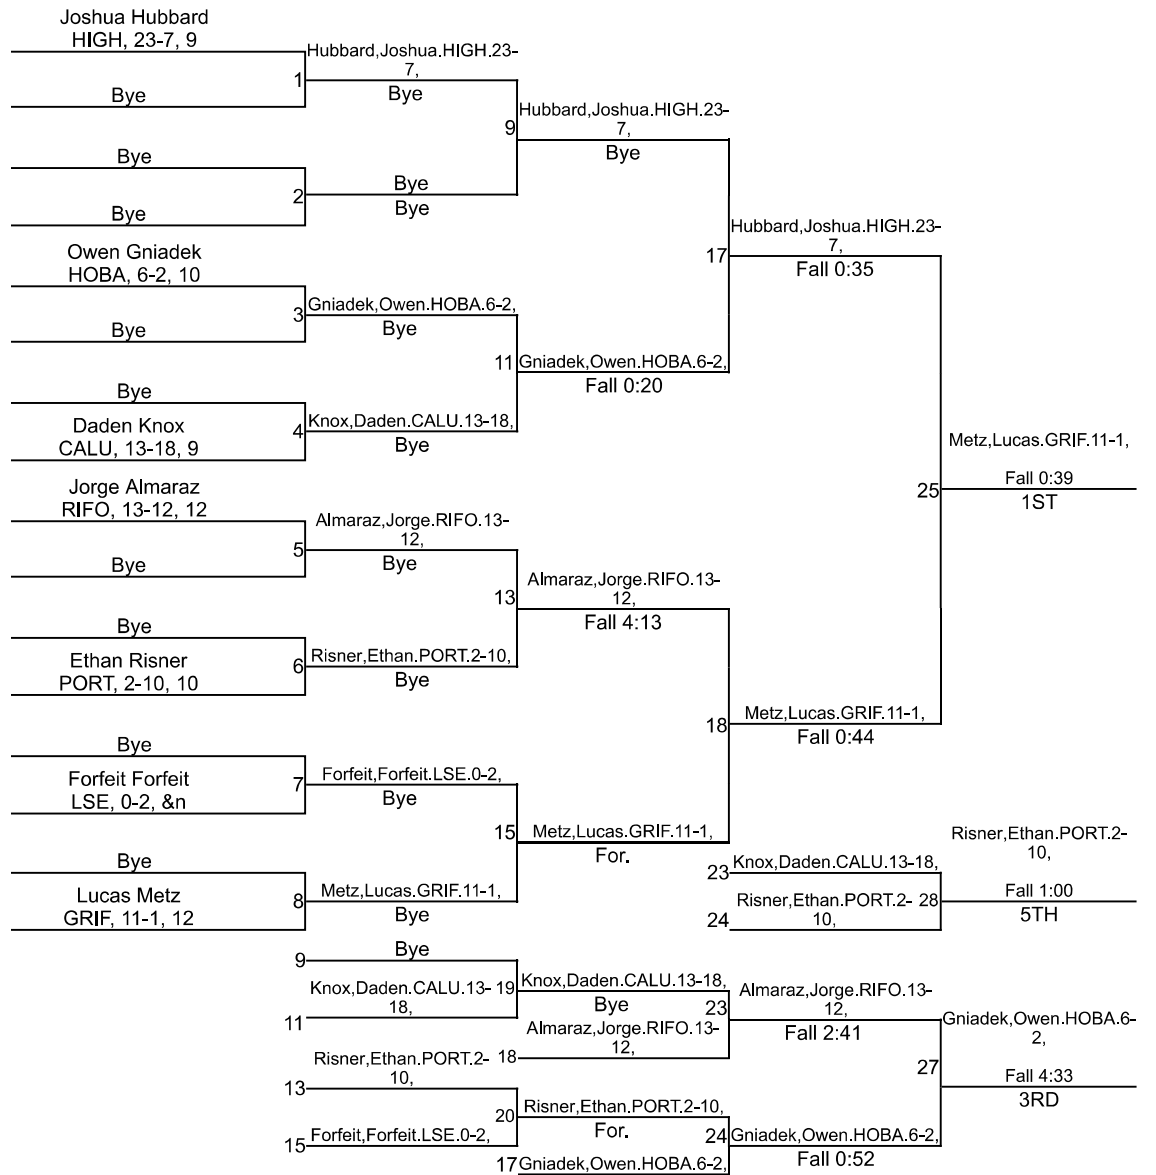 Joshua Hubbard
HIGH, 23-7, 9
Hubbard,Joshua.HIGH.23-
7,
1
Bye
Bye
Hubbard,Joshua.HIGH.23-
7,
9
Bye
Bye
2
Bye
Bye
Bye
Hubbard,Joshua.HIGH.23-
7,
17
Fall 0:35
Owen Gniadek
HOBA, 6-2, 10
3
Gniadek,Owen.HOBA.6-2,
Bye
Bye
11
Gniadek,Owen.HOBA.6-2,
Fall 0:20
Bye
4
Knox,Daden.CALU.13-18,
Daden Knox
CALU, 13-18, 9
Bye
Metz,Lucas.GRIF.11-1,
Fall 0:39
25
1ST
Jorge Almaraz
RIFO, 13-12, 12
Almaraz,Jorge.RIFO.13-
12,
5
Bye
Bye
Almaraz,Jorge.RIFO.13-
12,
13
Fall 4:13
Bye
6
Risner,Ethan.PORT.2-10,
Ethan Risner
PORT, 2-10, 10
Bye
18
Metz,Lucas.GRIF.11-1,
Fall 0:44
Bye
Forfeit Forfeit
LSE, 0-2, &n
7
Forfeit,Forfeit.LSE.0-2,
Bye
15
Metz,Lucas.GRIF.11-1,
For.
Bye
Lucas Metz
GRIF, 11-1, 12
8
Metz,Lucas.GRIF.11-1,
Bye
23
Knox,Daden.CALU.13-18,
Risner,Ethan.PORT.2-
10,
24
28
Risner,Ethan.PORT.2-
10,
Fall 1:00
5TH
9
Bye
Knox,Daden.CALU.13-
18,
11
19
Knox,Daden.CALU.13-18,
Bye
Almaraz,Jorge.RIFO.13-
12,
18
23
Almaraz,Jorge.RIFO.13-
12,
Fall 2:41
Risner,Ethan.PORT.2-
10,
13
20
Risner,Ethan.PORT.2-10,
For.
15
Forfeit,Forfeit.LSE.0-2,
17
Gniadek,Owen.HOBA.6-2,
24
Gniadek,Owen.HOBA.6-2,
Fall 0:52
27
Gniadek,Owen.HOBA.6-
2,
Fall 4:33
3RD